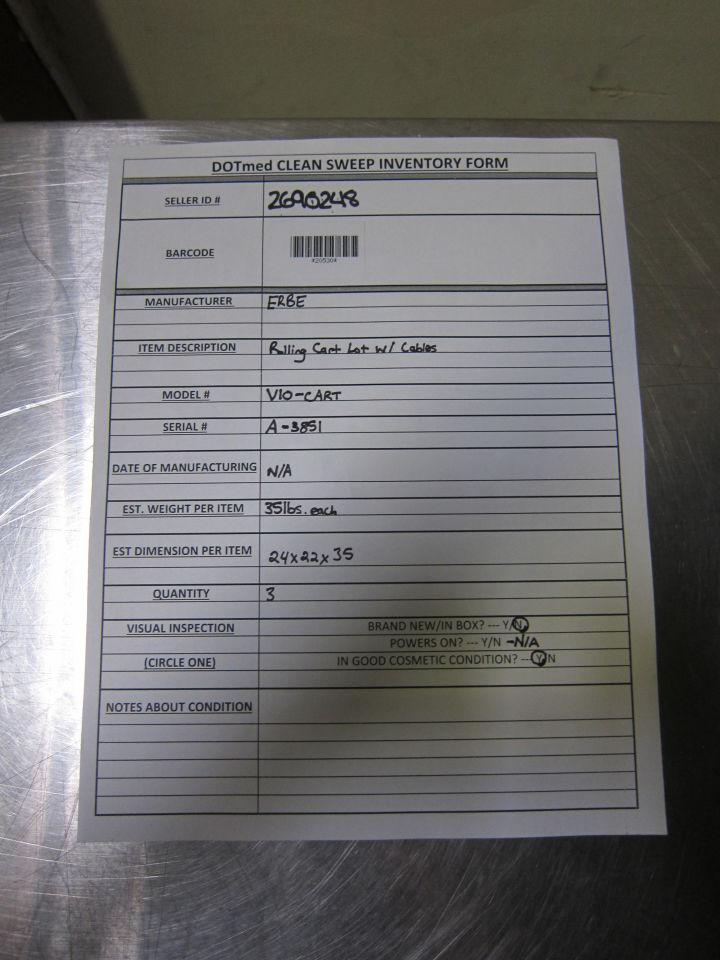 DOTmed CLEAN SWEEP INVENTORY FORM
SELLER ID # 2690248
BARCODE
*20530*
MANUFACTURER ERBE
ITEM DESCRIPTION Rolling Cart Lot w/ Cables
MODEL # VIO-CART
SERIAL # A-3851
DATE OF MANUFACTURING N/A
EST. WEIGHT PER ITEM 35lbs. each
EST DIMENSION PER ITEM 24x22x35
QUANTITY 3
VISUAL INSPECTION BRAND NEW/IN BOX? --- Y/N
POWERS ON? --- Y/N -N/A
(CIRCLE ONE) IN GOOD COSMETIC CONDITION? --- Y/N
NOTES ABOUT CONDITION